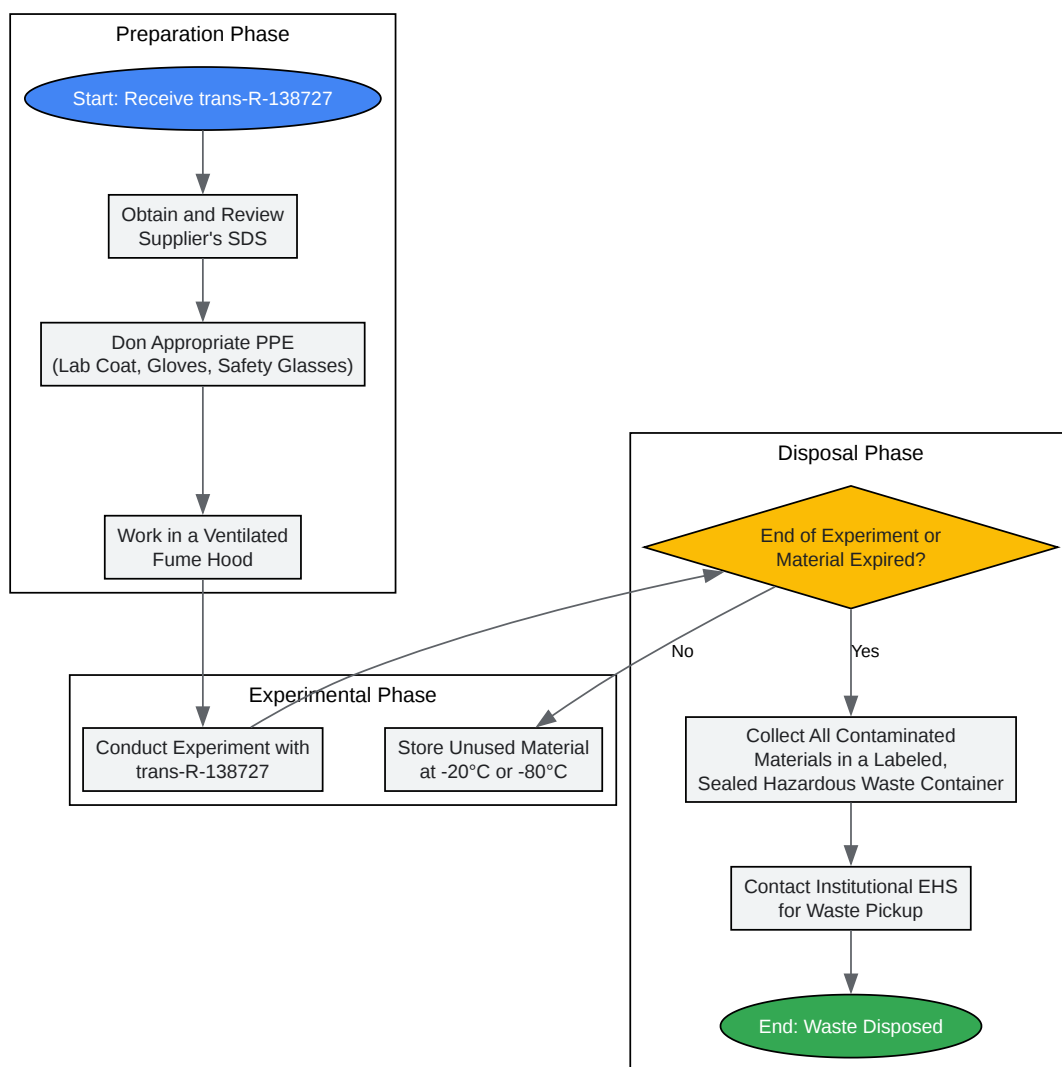 Preparation Phase
Start: Receive trans-R-138727
Obtain and Review
Supplier's SDS
Don Appropriate PPE
(Lab Coat, Gloves, Safety Glasses)
Work in a Ventilated
Fume Hood
Experimental Phase
Conduct Experiment with
trans-R-138727
Store Unused Material
at -20°C or -80°C
Disposal Phase
End of Experiment or
Material Expired?
No
Yes
Collect All Contaminated
Materials in a Labeled,
Sealed Hazardous Waste Container
Contact Institutional EHS
for Waste Pickup
End: Waste Disposed